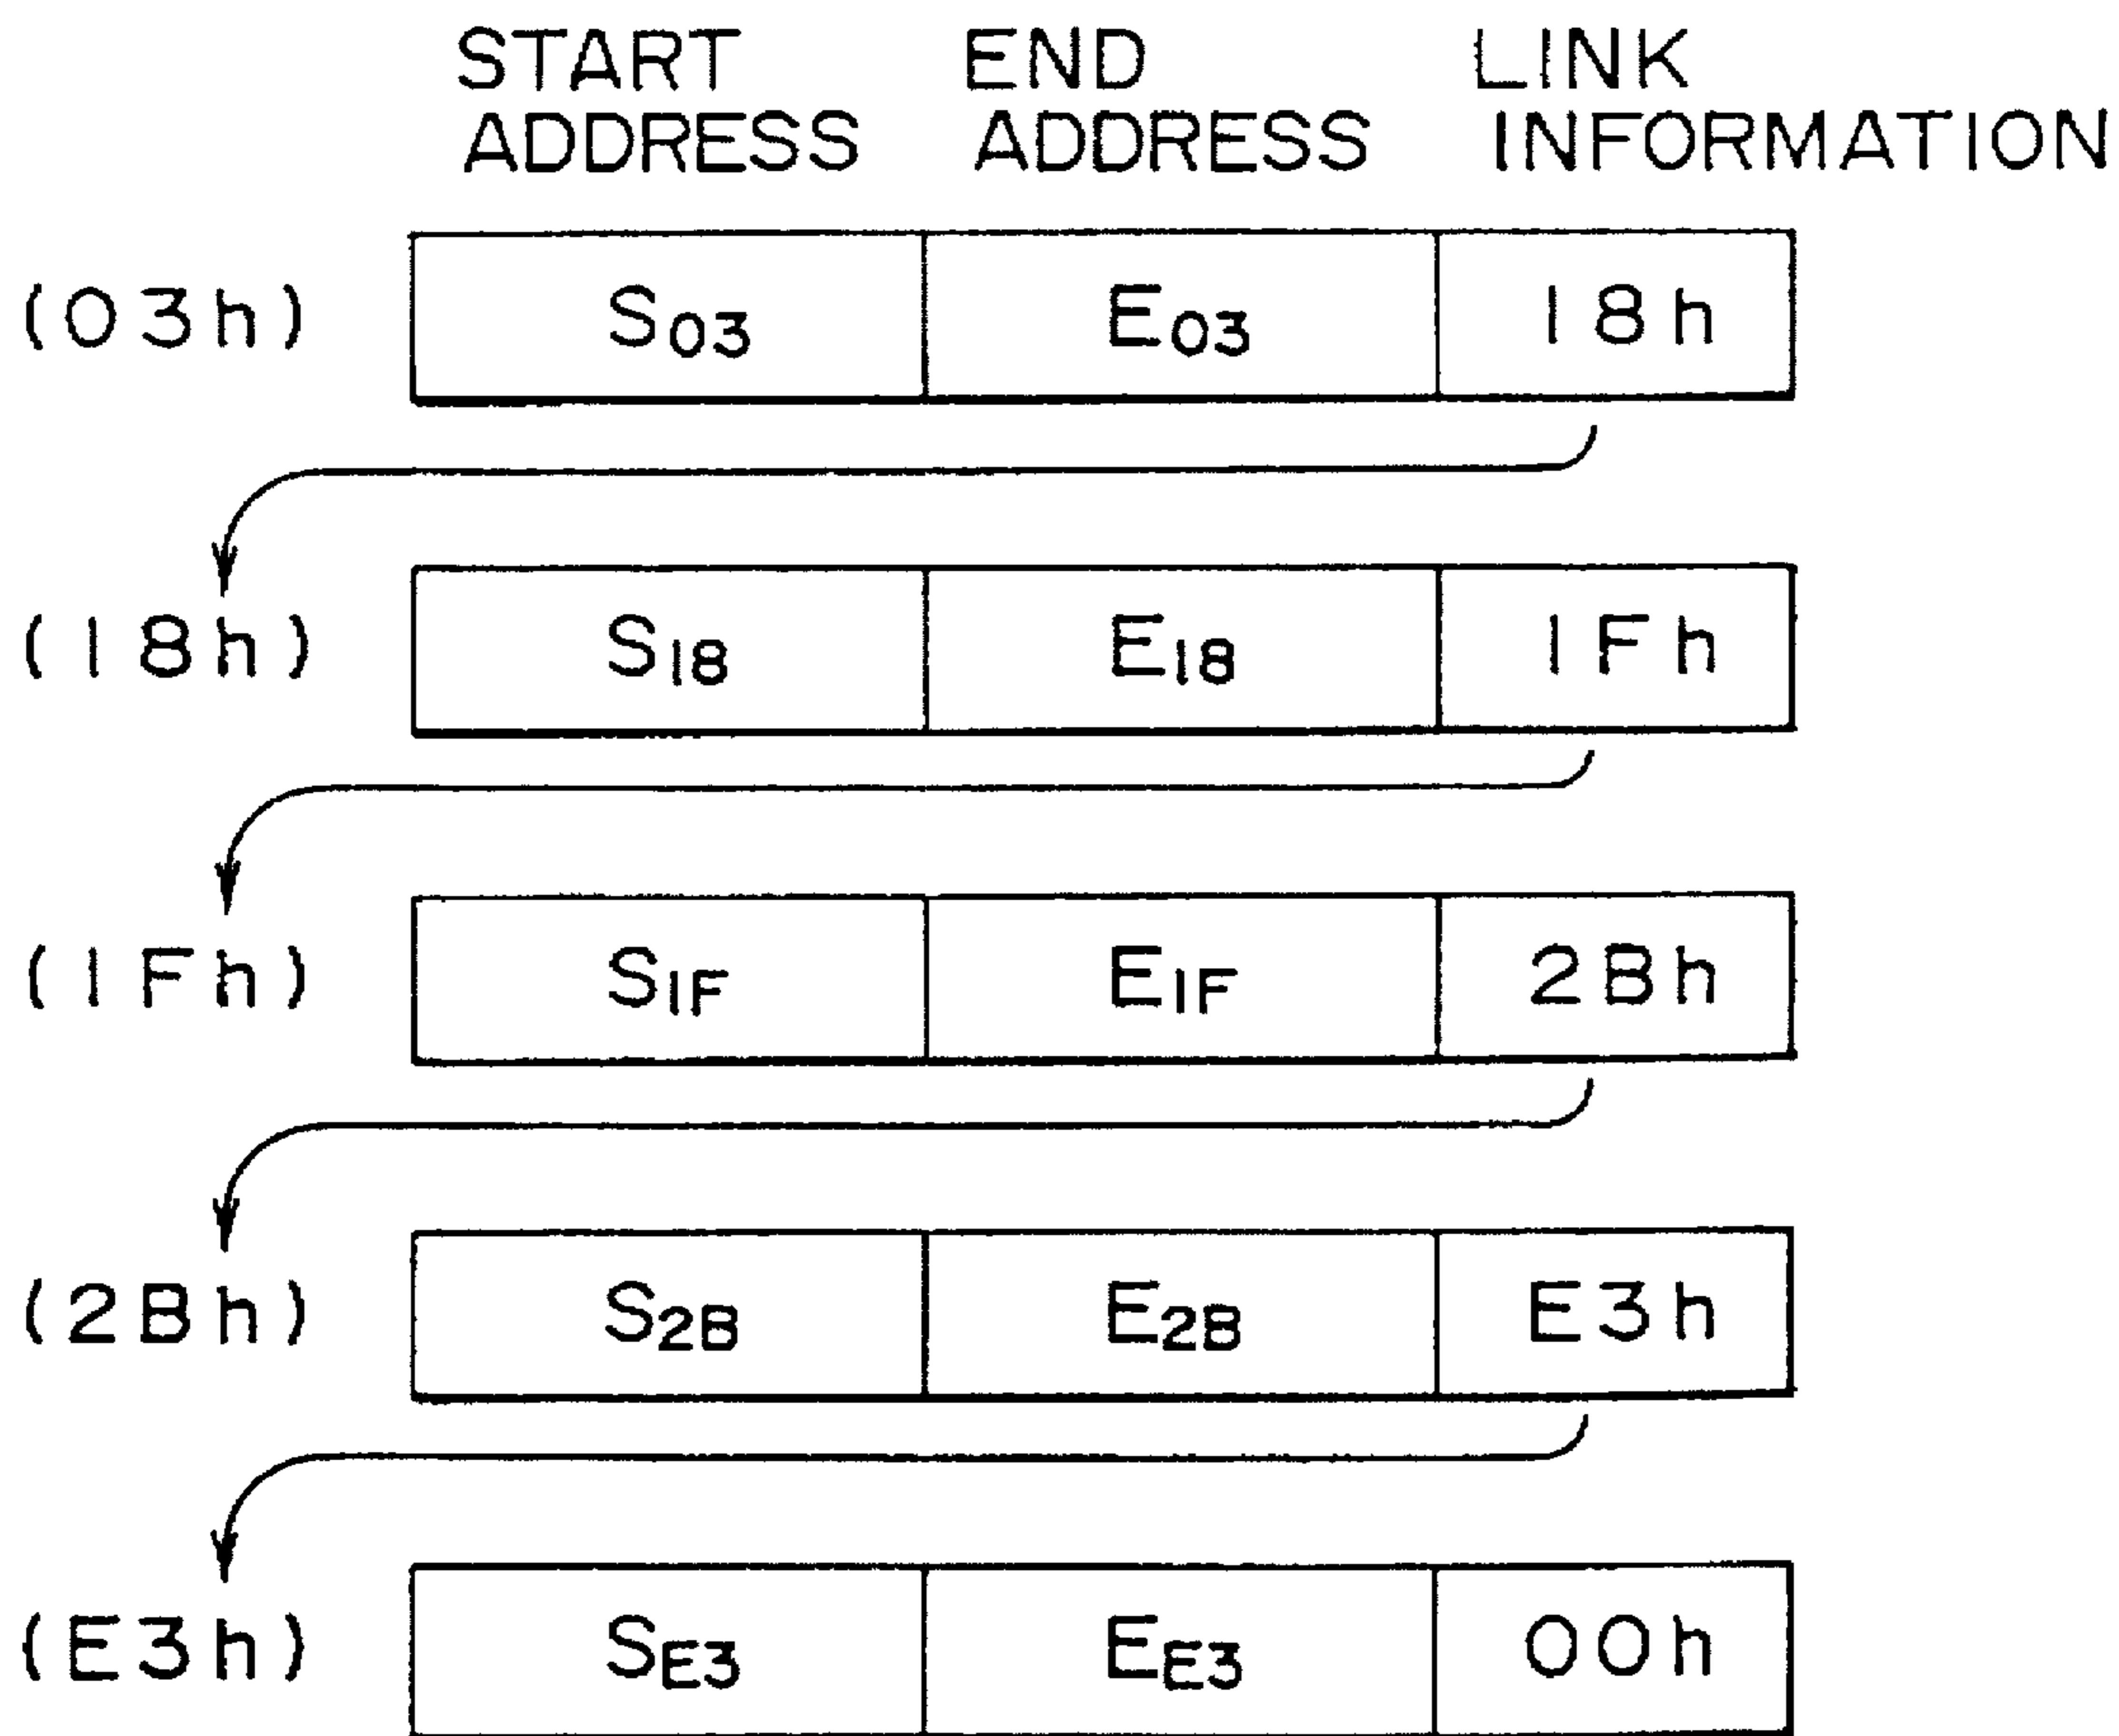 START ADDRESS END ADDRESS LINK INFORMATION
(03h) S03 E03 18h
(18h) S18 E18 1Fh
(1Fh) S1F E1F 2Bh
(2Bh) S2B E2B E3h
(E3h) SE3 EE3 00h